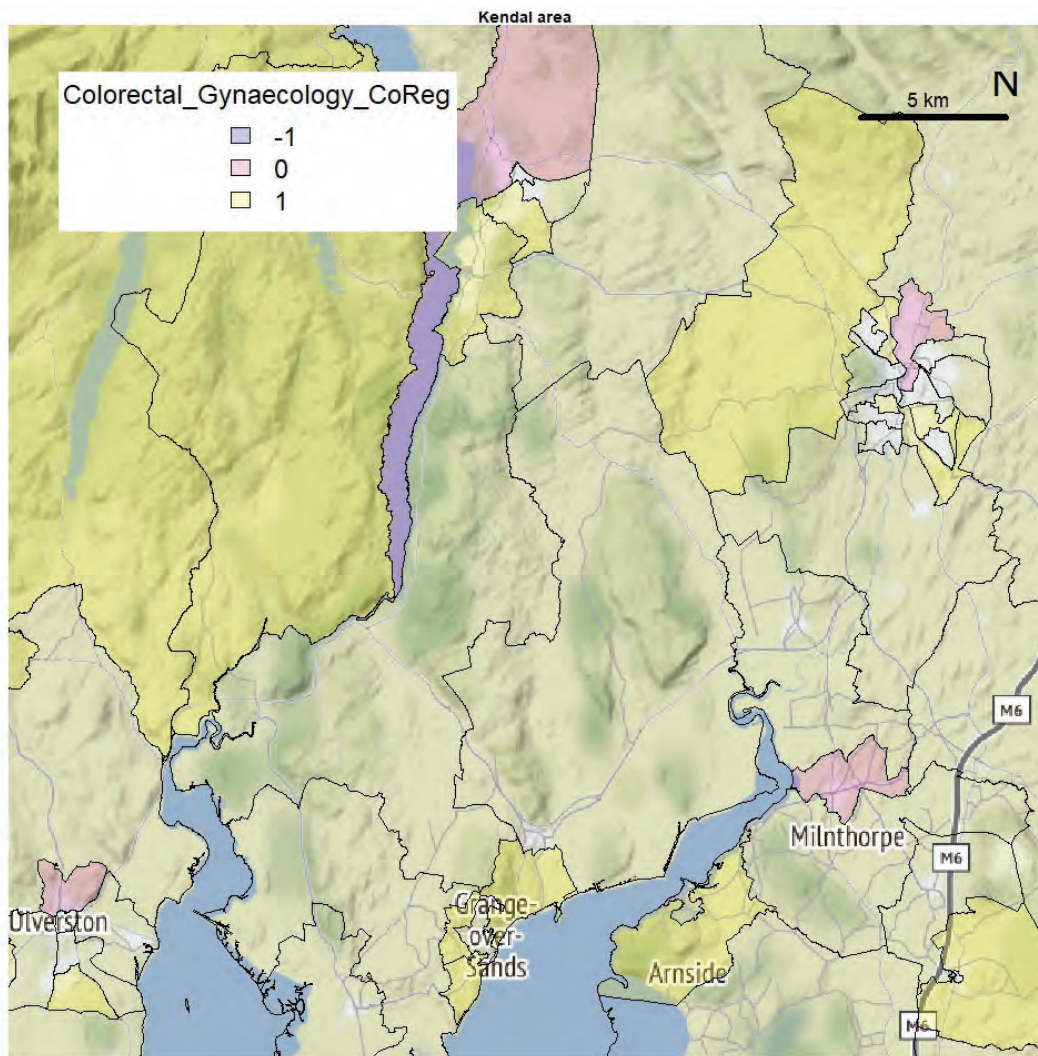 Kendal area
Colorectal_Gynaecology_CoReg
-1
0
1
N
5 km
M6
Milnthorpe
M6
Ulverston
Grange-
over-
Sands
Arnside
M6